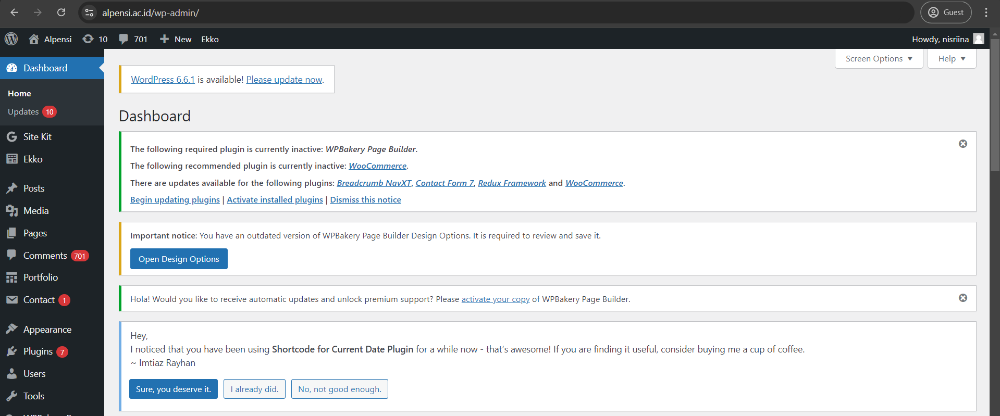 alpensi.ac.id/wp-admin/
Guest
Alpensi
10
701
New
Ekko
Howdy, nisriina
Screen Options
Help
Dashboard
Home
Updates 10
Site Kit
Ekko
Posts
Media
Pages
Comments 701
Portfolio
Contact 1
Appearance
Plugins 7
Users
Tools
WordPress 6.6.1 is available! Please update now.
Dashboard
The following required plugin is currently inactive: WPBakery Page Builder.
The following recommended plugin is currently inactive: WooCommerce.
There are updates available for the following plugins: Breadcrumb NavXT, Contact Form 7, Redux Framework and WooCommerce.
Begin updating plugins | Activate installed plugins | Dismiss this notice
Important notice: You have an outdated version of WPBakery Page Builder Design Options. It is required to review and save it.
Open Design Options
Hola! Would you like to receive automatic updates and unlock premium support? Please activate your copy of WPBakery Page Builder.
Hey,
I noticed that you have been using Shortcode for Current Date Plugin for a while now - that's awesome! If you are finding it useful, consider buying me a cup of coffee.
~ Imtiaz Rayhan
Sure, you deserve it.
I already did.
No, not good enough.